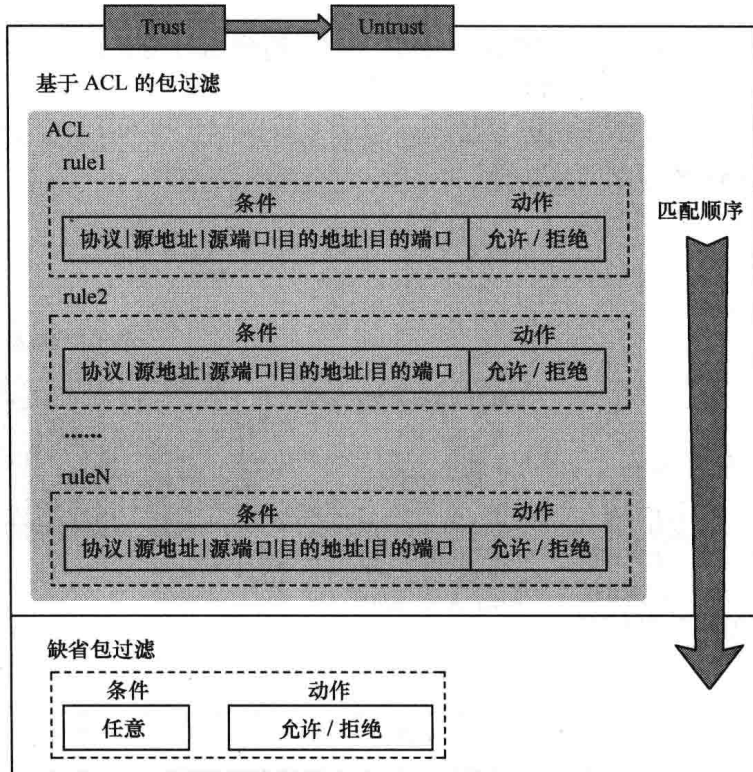 Trust
Untrust
基于 ACL 的包过滤
ACL
rule1
条件 动作
协议|源地址|源端口|目的地址|目的端口 允许 / 拒绝
匹配顺序
rule2
条件 动作
协议|源地址|源端口|目的地址|目的端口 允许 / 拒绝
......
ruleN
条件 动作
协议|源地址|源端口|目的地址|目的端口 允许 / 拒绝
缺省包过滤
条件 动作
任意 允许 / 拒绝